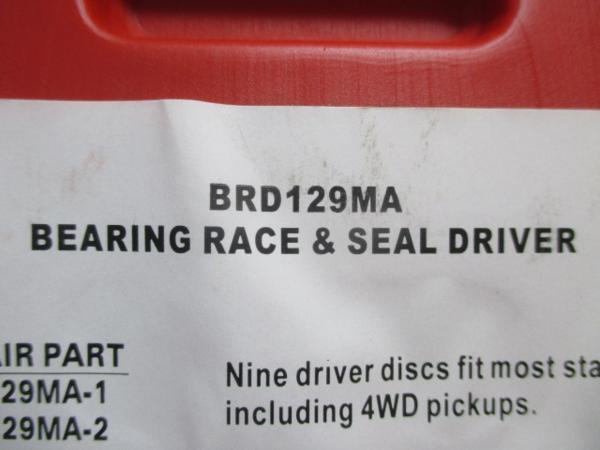 BRD129MA
BEARING RACE & SEAL DRIVER
AIR PART
29MA-1
29MA-2
Nine driver discs fit most sta
including 4WD pickups.